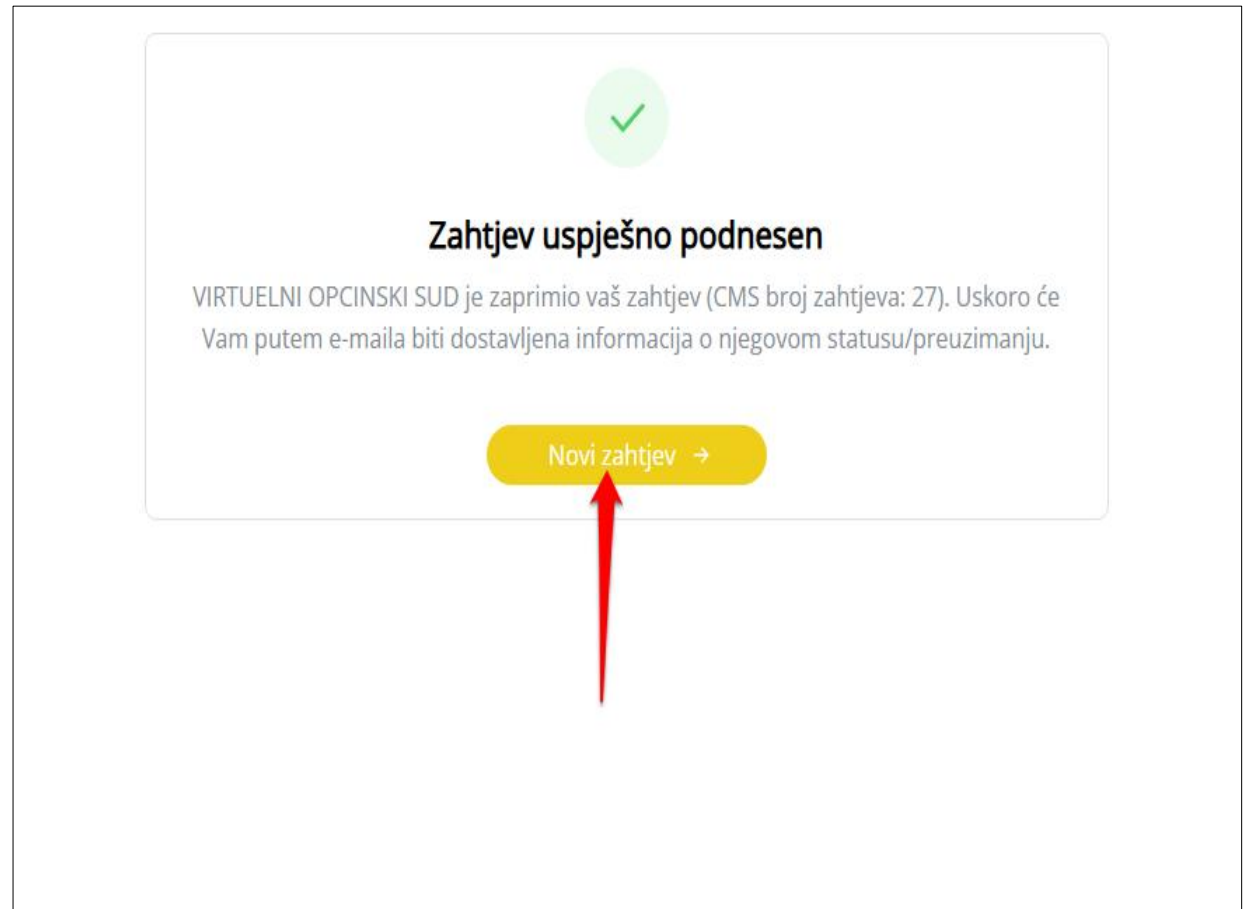 Zahtjev uspješno podnesen
VIRTUELNI OPCINSKI SUD je zaprimio vaš zahtjev (CMS broj zahtjeva: 27). Uskoro će
Vam putem e-maila biti dostavljena informacija o njegovom statusu/preuzimanju.
Novi zahtjev →